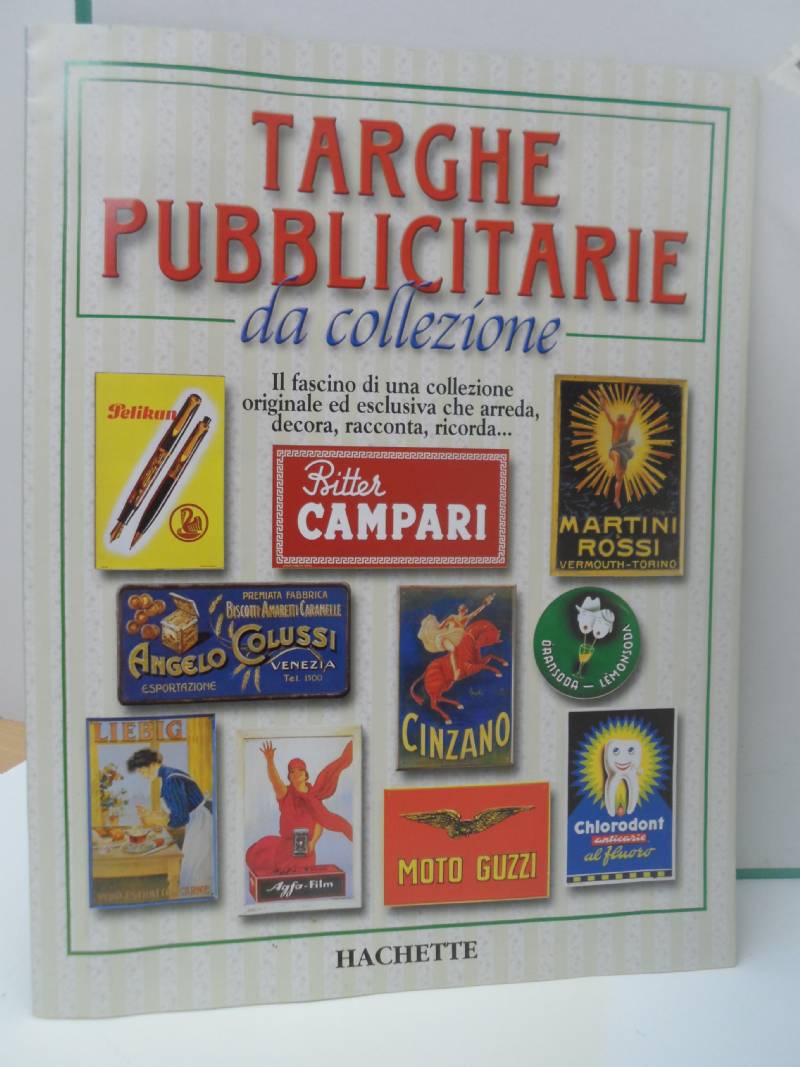 TARGHE
PUBBLICITARIE
da collezione
Il fascino di una collezione
originale ed esclusiva che arreda,
decora, racconta, ricorda...
Pelikan
Bitter
CAMPARI
MARTINI
ROSSI
VERMOUTH-TORINO
PREMIATA FABBRICA
BISCOTTI AMARETTI CARAMELLE
ANGELO COLUSSI
VENEZIA
ESPORTAZIONE
Tel. 1500
CINZANO
ORANSODA - LEMONSODA
LIEBIG
Agfa-Film
MOTO GUZZI
Chlorodont
anticarie
al fluoro
HACHETTE